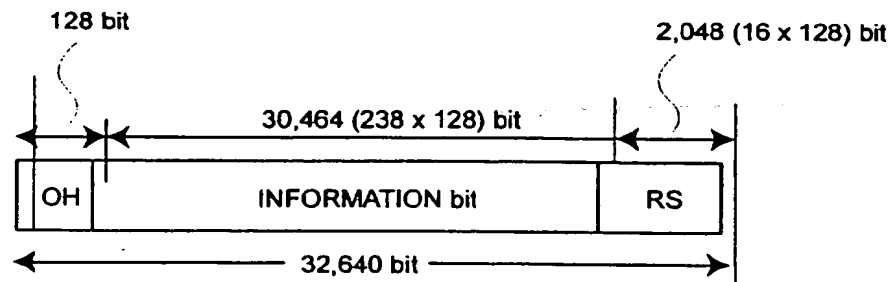 128 bit
2,048 (16 x 128) bit
30,464 (238 x 128) bit
OH
INFORMATION bit
RS
32,640 bit